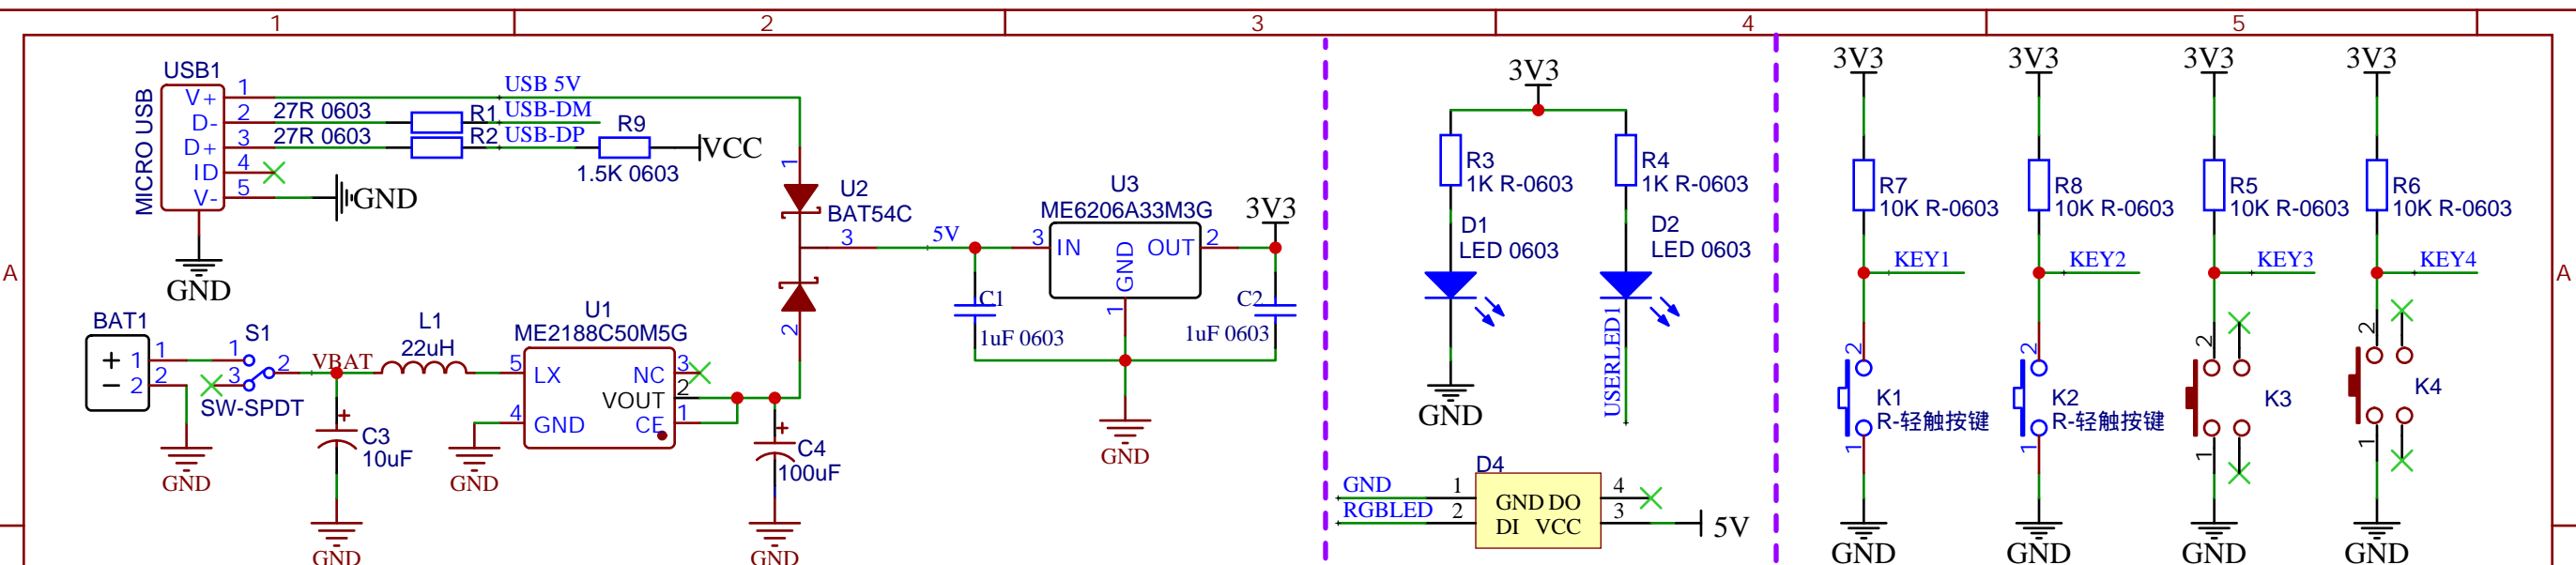 1 2 3 4 5
A A
USB1
MICRO USB
V+ 1
D- 2
D+ 3
ID 4
V- 5
27R 0603 R1
27R 0603 R2
USB 5V
USB-DM
USB-DP
R9
1.5K 0603
VCC
GND
GND
1
2
3
U2
BAT54C
5V
U3
ME6206A33M3G
3 IN
OUT 2
GND
1
3V3
C1
1uF 0603
C2
1uF 0603
GND
BAT1
+ 1 1
− 2 2
GND
S1
1
2
3
SW-SPDT
VBAT
C3
10uF
+
GND
L1
22uH
U1
ME2188C50M5G
5 LX
4 GND
NC 3
VOUT 2
CE 1
GND
+
C4
100uF
GND
3V3
R3
1K R-0603
R4
1K R-0603
D1
LED 0603
D2
LED 0603
USERLED1
GND
D4
GND 1
RGBLED 2
GND DO
DI VCC
4
3
5V
3V3
R7
10K R-0603
KEY1
2
K1
R-轻触按键
1
GND
3V3
R8
10K R-0603
KEY2
2
K2
R-轻触按键
1
GND
3V3
R5
10K R-0603
KEY3
2
K3
1
GND
3V3
R6
10K R-0603
KEY4
2
K4
1
GND